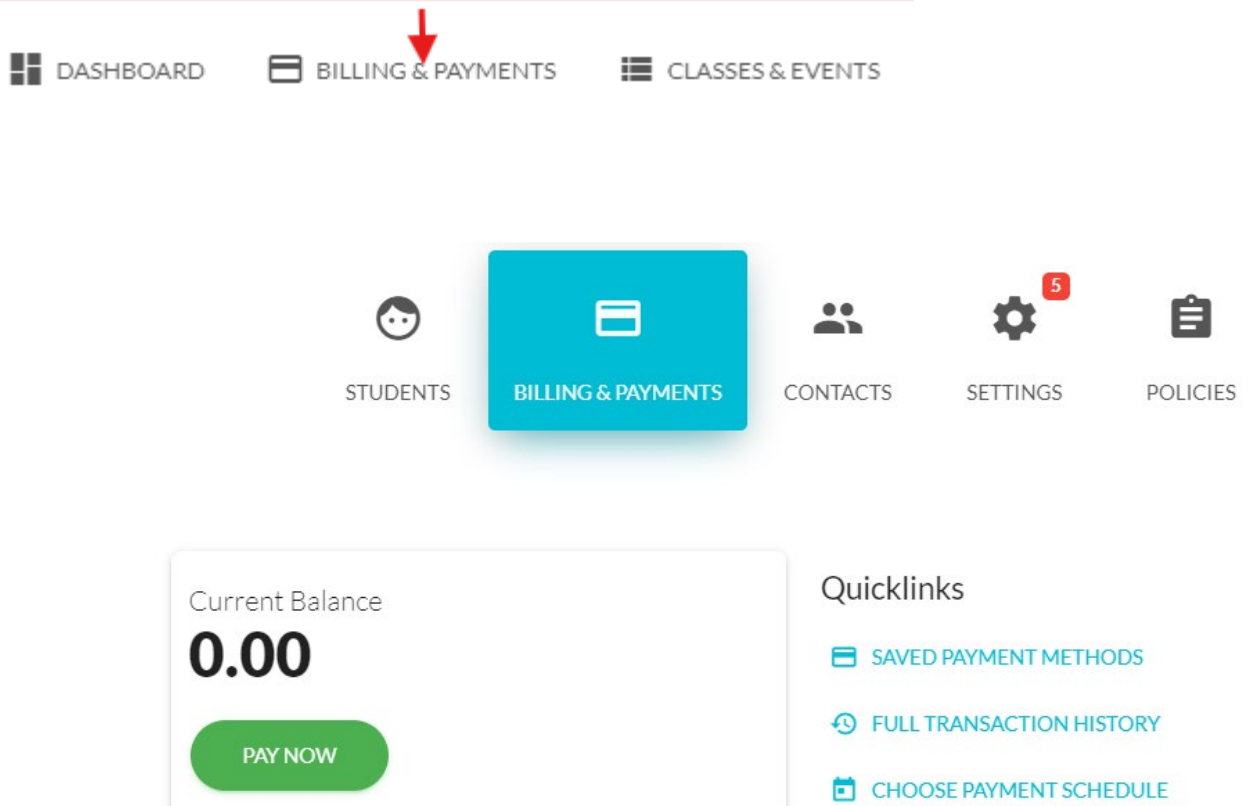 DASHBOARD BILLING & PAYMENTS CLASSES & EVENTS
5
STUDENTS BILLING & PAYMENTS CONTACTS SETTINGS POLICIES
Current Balance
0.00
PAY NOW
Quicklinks
SAVED PAYMENT METHODS
FULL TRANSACTION HISTORY
CHOOSE PAYMENT SCHEDULE